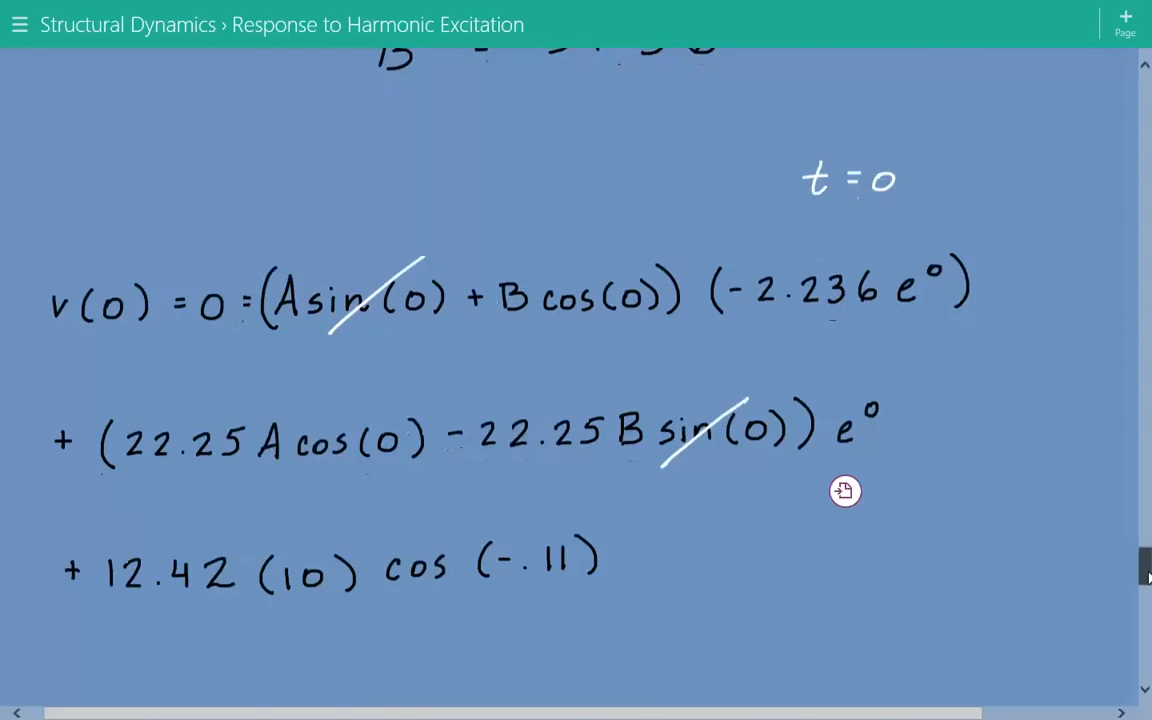 Structural Dynamics › Response to Harmonic Excitation
Page
t = 0
v(0) = 0 = (A sin(0) + B cos(0)) (-2.236 e⁰)
+ (22.25 A cos(0) - 22.25 B sin(0)) e⁰
+ 12.42 (10) cos (-.11)